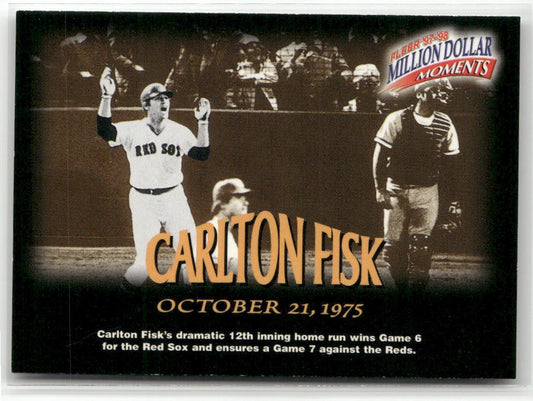 FLEER '97-'98
MILLION DOLLAR
MOMENTS
RED SOX
CARLTON FISK
OCTOBER 21, 1975
Carlton Fisk's dramatic 12th inning home run wins Game 6
for the Red Sox and ensures a Game 7 against the Reds.